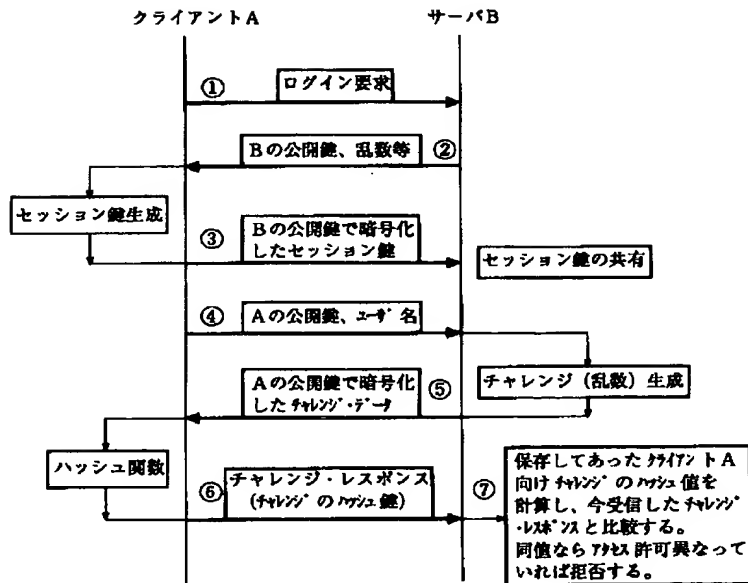 クライアントA
サーバB
①
ログイン要求
Bの公開鍵、乱数等
②
セッション鍵生成
③
Bの公開鍵で暗号化
したセッション鍵
セッション鍵の共有
④
Aの公開鍵、ユーザ名
Aの公開鍵で暗号化
したチャレンジ・データ
⑤
チャレンジ(乱数)生成
ハッシュ関数
⑥
チャレンジ・レスポンス
(チャレンジのハッシュ鍵)
⑦
保存してあったクライアントA
向けチャレンジのハッシュ値を
計算し、今受信したチャレンジ
・レスポンスと比較する。
同値ならアクセス許可異なって
いれば拒否する。